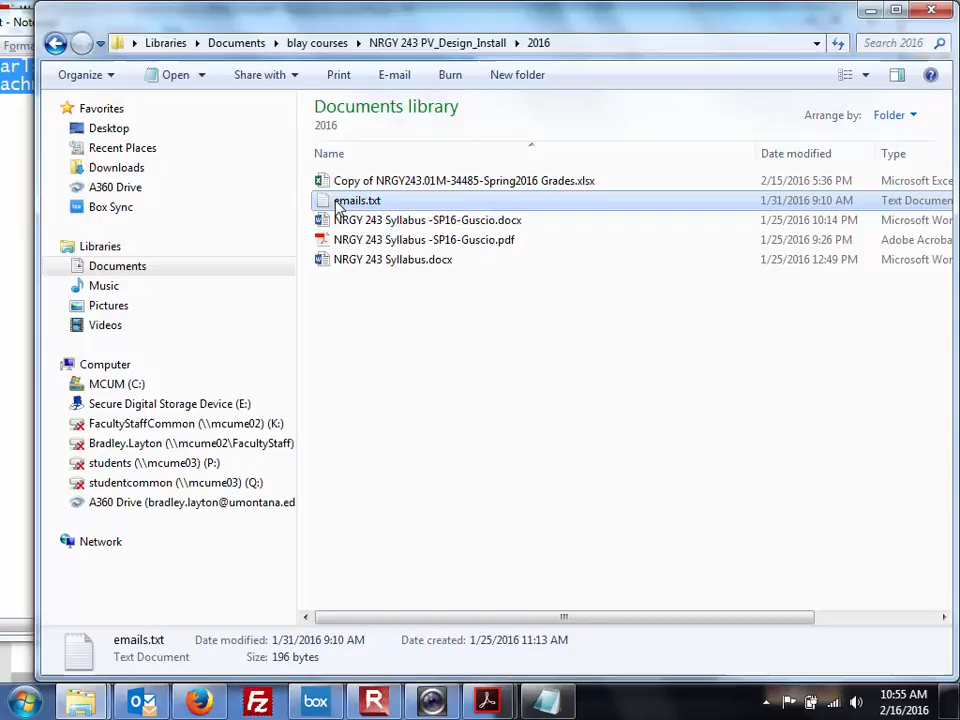 t - Note
Libraries ▸ Documents ▸ blay courses ▸ NRGY 243 PV_Design_Install ▸ 2016
Search 2016
Forma
Organize
Open
Share with
Print
E-mail
Burn
New folder
Documents library
2016
Arrange by: Folder
Name
Date modified
Type
Favorites
Desktop
Recent Places
Downloads
A360 Drive
Box Sync
Libraries
Documents
Music
Pictures
Videos
Computer
MCUM (C:)
Secure Digital Storage Device (E:)
FacultyStaffCommon (\\mcume02) (K:)
Bradley.Layton (\\mcume02\FacultyStaff)
students (\\mcume03) (P:)
studentcommon (\\mcume03) (Q:)
A360 Drive (bradley.layton@umontana.ed
Network
Copy of NRGY243.01M-34485-Spring2016 Grades.xlsx 2/15/2016 5:36 PM Microsoft Exce
emails.txt 1/31/2016 9:10 AM Text Documen
NRGY 243 Syllabus -SP16-Guscio.docx 1/25/2016 10:14 PM Microsoft Wor
NRGY 243 Syllabus -SP16-Guscio.pdf 1/25/2016 9:26 PM Adobe Acroba
NRGY 243 Syllabus.docx 1/25/2016 12:49 PM Microsoft Wor
emails.txt Date modified: 1/31/2016 9:10 AM Date created: 1/25/2016 11:13 AM
Text Document Size: 196 bytes
box
10:55 AM
2/16/2016